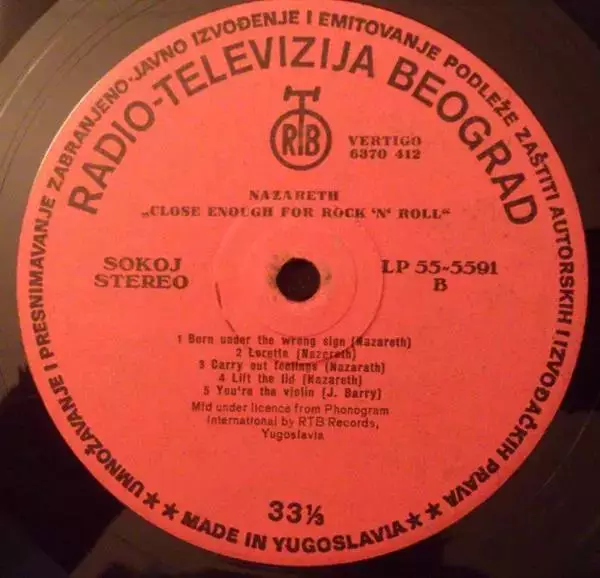 UMNOŽAVANJE I PRESNIMAVANJE ZABRANJENO-JAVNO IZVOĐENJE I EMITOVANJE PODLEŽE ZAŠTITI AUTORSKIH I IZVOĐAČKIH PRAVA
RADIO-TELEVIZIJA BEOGRAD
RTB
VERTIGO
6370 412
NAZARETH
„CLOSE ENOUGH FOR ROCK 'N' ROLL“
SOKOJ
STEREO
LP 55-5591
B
1 Born under the wrong sign (Nazareth)
2 Loretta (Nazareth)
3 Carry out feelings (Nazarath)
4 Lift the lid (Nazareth)
5 You're the violin (J. Barry)
Mfd under licence from Phonogram
International by RTB Records,
Yugoslavia
33⅓
★★ MADE IN YUGOSLAVIA ★★